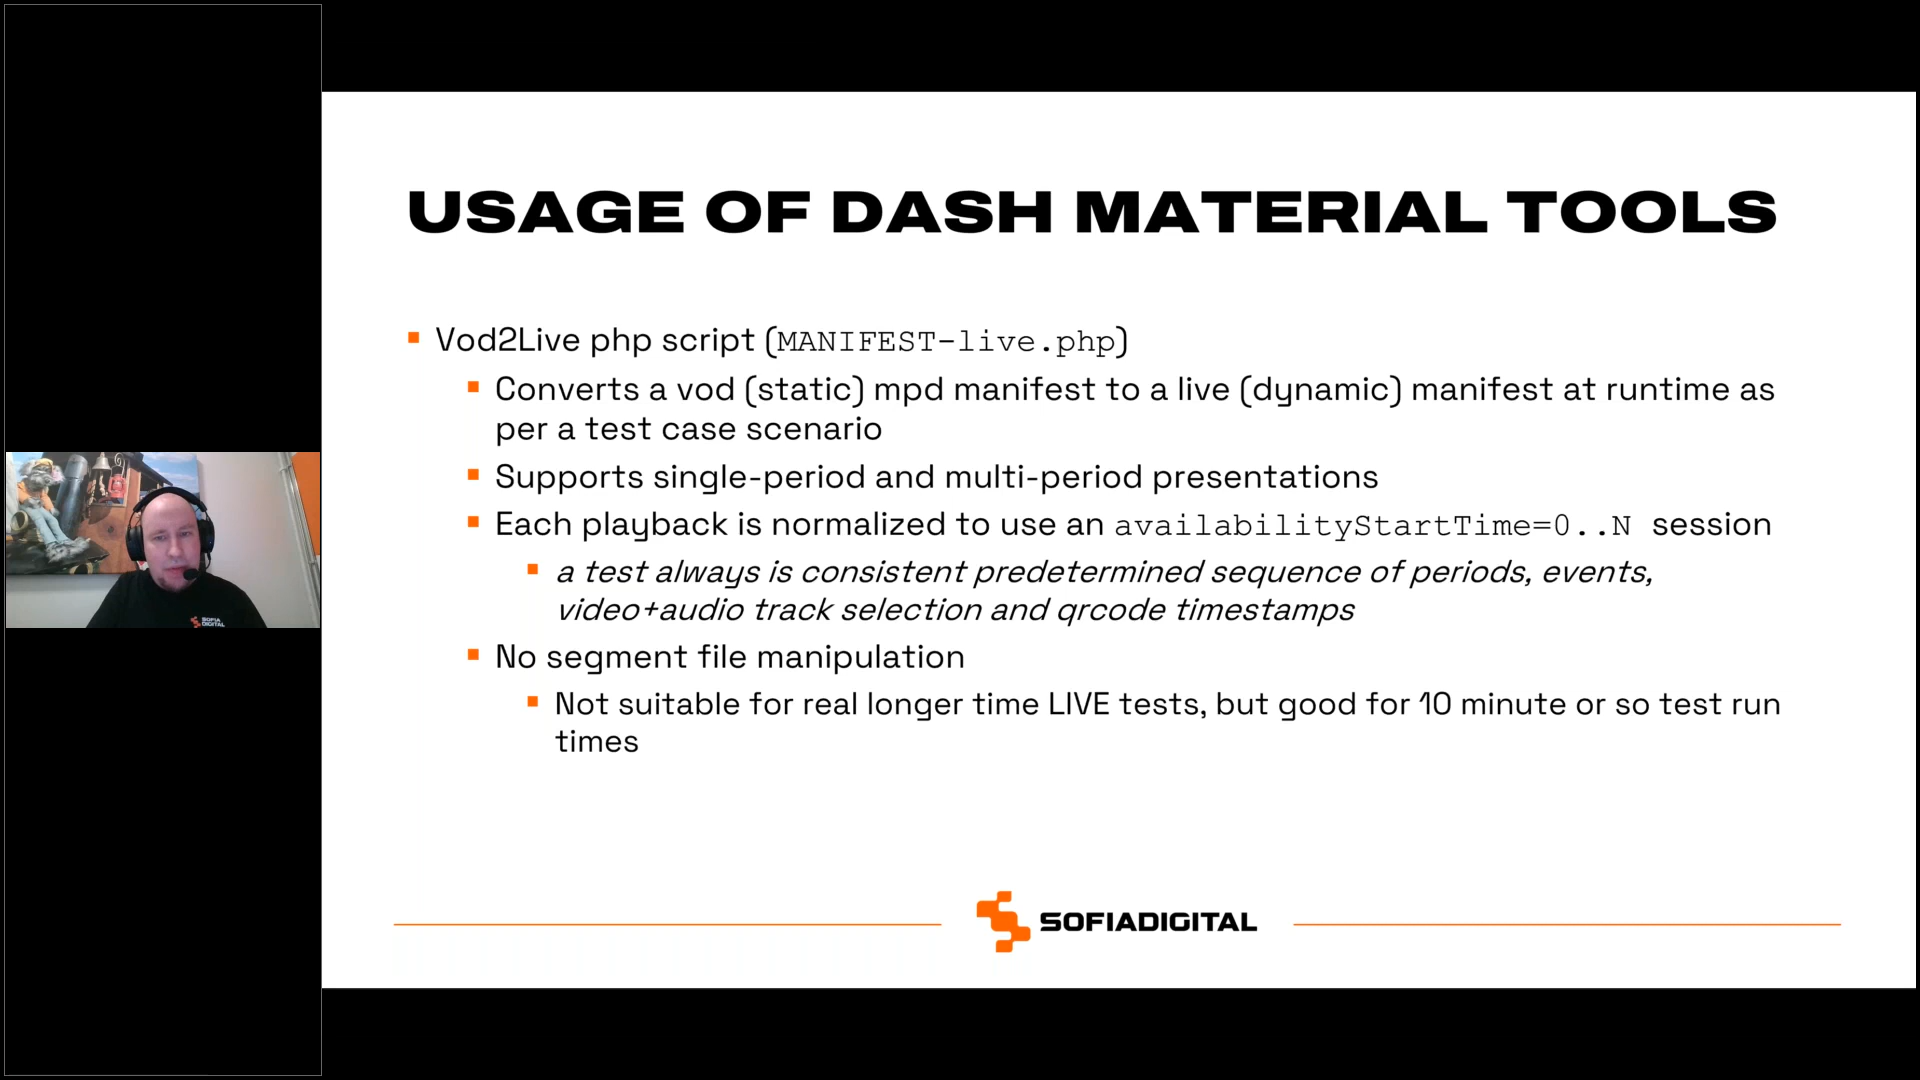 USAGE OF DASH MATERIAL TOOLS
Vod2Live php script (MANIFEST-live.php)
Converts a vod (static) mpd manifest to a live (dynamic) manifest at runtime as
per a test case scenario
Supports single-period and multi-period presentations
Each playback is normalized to use an availabilityStartTime=0..N session
a test always is consistent predetermined sequence of periods, events,
video+audio track selection and qrcode timestamps
No segment file manipulation
Not suitable for real longer time LIVE tests, but good for 10 minute or so test run
times
SOFIA
DIGITAL
SOFIADIGITAL